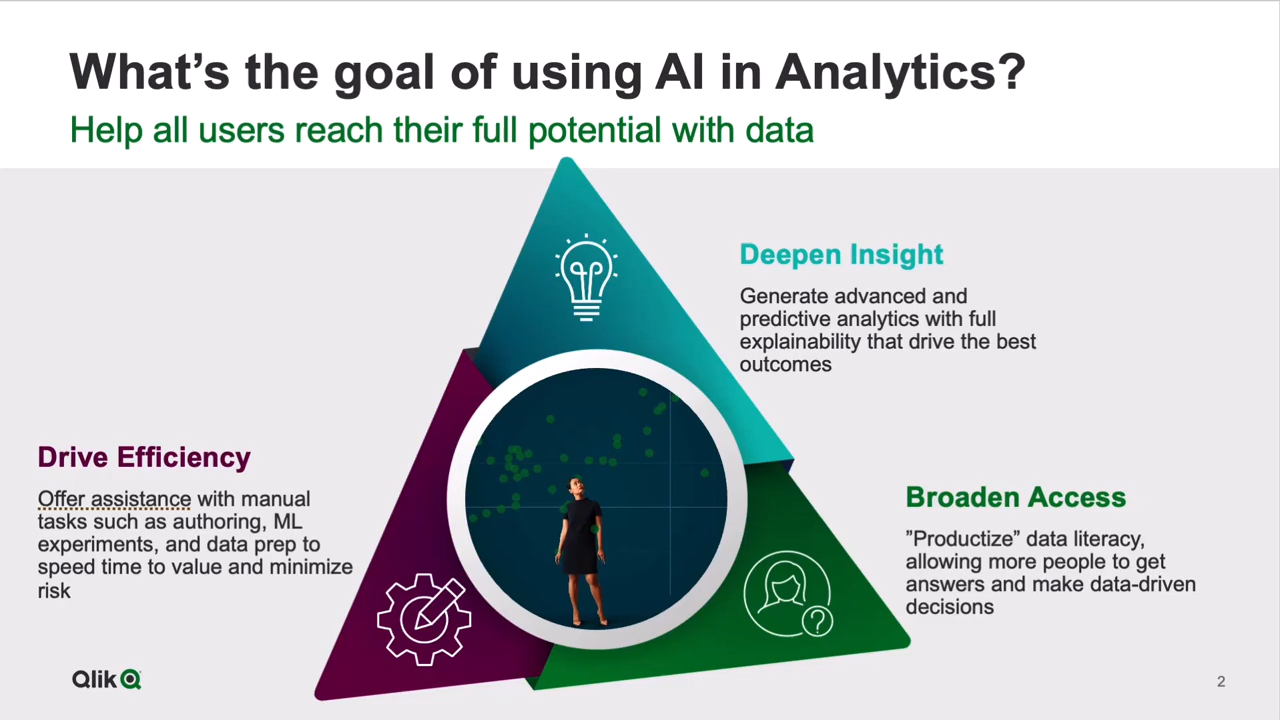 What’s the goal of using AI in Analytics?
Help all users reach their full potential with data
Deepen Insight
Generate advanced and
predictive analytics with full
explainability that drive the best
outcomes
Drive Efficiency
Offer assistance with manual
tasks such as authoring, ML
experiments, and data prep to
speed time to value and minimize
risk
Broaden Access
”Productize” data literacy,
allowing more people to get
answers and make data-driven
decisions
?
Qlik
2